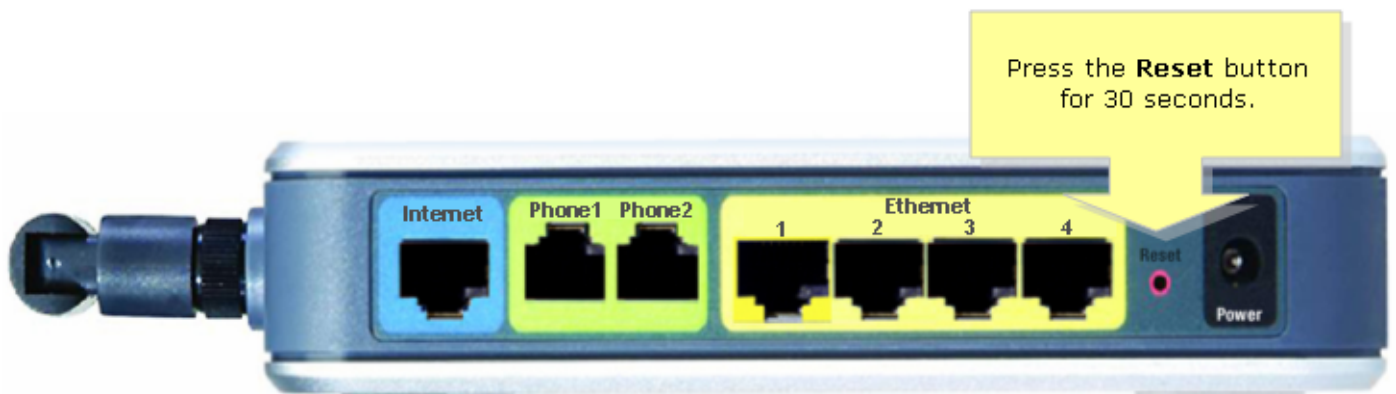 Press the Reset button
for 30 seconds.
Internet
Phone1 Phone2
Ethernet
1 2 3 4
Reset
Power